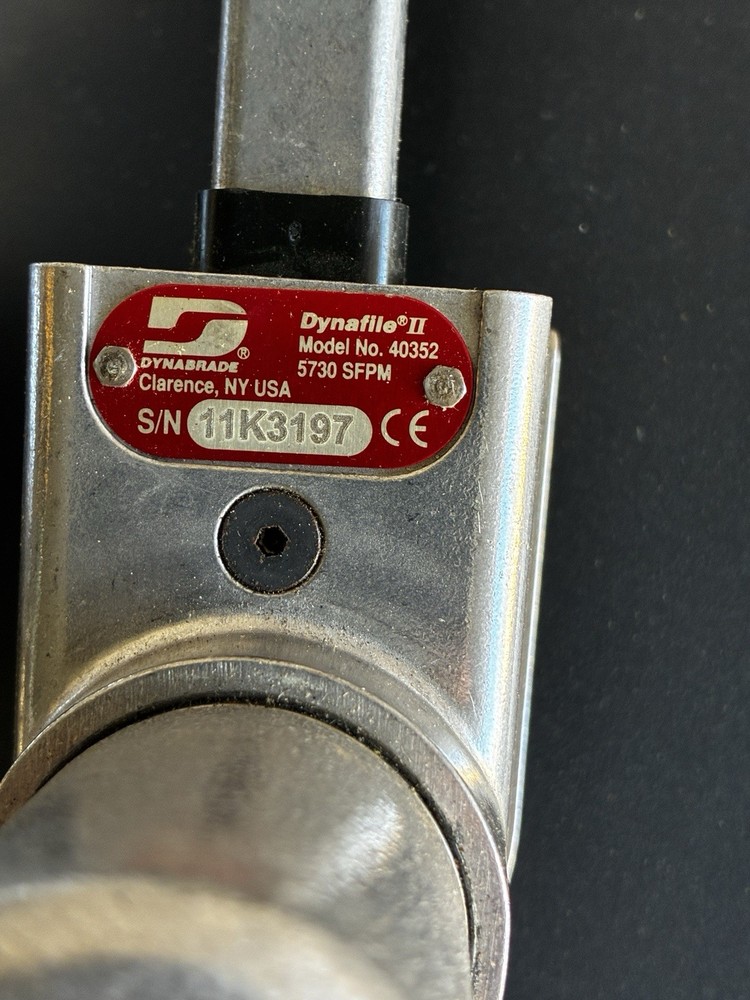 DYNABRADE®
Clarence, NY USA
Dynafile® II
Model No. 40352
5730 SFPM
S/N 11K3197 CE